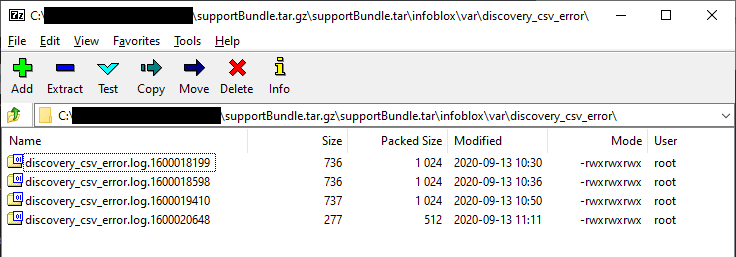 7z C:\ \supportBundle.tar.gz\supportBundle.tar\infoblox\var\discovery_csv_error\
File Edit View Favorites Tools Help
Add Extract Test Copy Move Delete Info
C:\ \supportBundle.tar.gz\supportBundle.tar\infoblox\var\discovery_csv_error\
Name Size Packed Size Modified Mode User
discovery_csv_error.log.1600018199 736 1 024 2020-09-13 10:30 -rwxrwxrwx root
discovery_csv_error.log.1600018598 736 1 024 2020-09-13 10:36 -rwxrwxrwx root
discovery_csv_error.log.1600019410 737 1 024 2020-09-13 10:50 -rwxrwxrwx root
discovery_csv_error.log.1600020648 277 512 2020-09-13 11:11 -rwxrwxrwx root